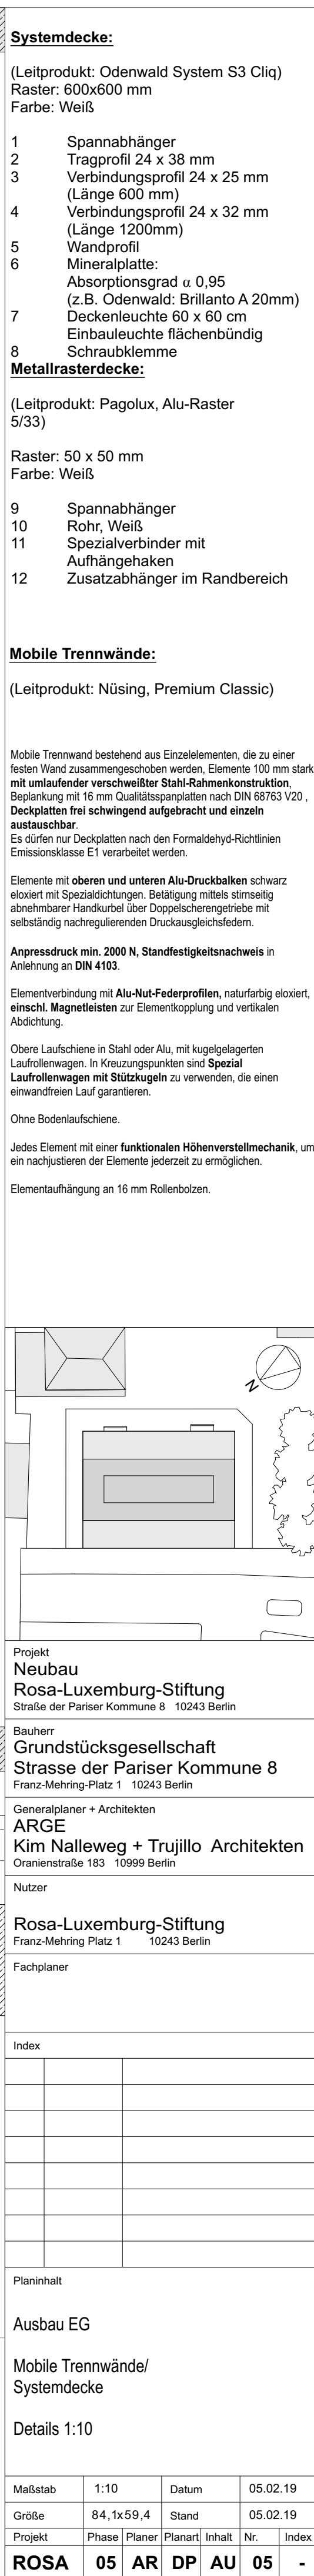 Systemdecke:
(Leitprodukt: Odenwald System S3 Cliq)
Raster: 600x600 mm
Farbe: Weiß
1 Spannabhänger
2 Tragprofil 24 x 38 mm
3 Verbindungsprofil 24 x 25 mm
(Länge 600 mm)
4 Verbindungsprofil 24 x 32 mm
(Länge 1200mm)
5 Wandprofil
6 Mineralplatte:
Absorptionsgrad α 0,95
(z.B. Odenwald: Brillanto A 20mm)
7 Deckenleuchte 60 x 60 cm
Einbauleuchte flächenbündig
8 Schraubklemme
Metallrasterdecke:
(Leitprodukt: Pagolux, Alu-Raster
5/33)
Raster: 50 x 50 mm
Farbe: Weiß
9 Spannabhänger
10 Rohr, Weiß
11 Spezialverbinder mit
Aufhängehaken
12 Zusatzabhänger im Randbereich
Mobile Trennwände:
(Leitprodukt: Nüsing, Premium Classic)
Mobile Trennwand bestehend aus Einzelelementen, die zu einer
festen Wand zusammengeschoben werden, Elemente 100 mm stark
mit umlaufender verschweißter Stahl-Rahmenkonstruktion,
Beplankung mit 16 mm Qualitätsspanplatten nach DIN 68763 V20 ,
Deckplatten frei schwingend aufgebracht und einzeln
austauschbar.
Es dürfen nur Deckplatten nach den Formaldehyd-Richtlinien
Emissionsklasse E1 verarbeitet werden.
Elemente mit oberen und unteren Alu-Druckbalken schwarz
eloxiert mit Spezialdichtungen. Betätigung mittels stirnseitig
abnehmbarer Handkurbel über Doppelscherengetriebe mit
selbständig nachregulierenden Druckausgleichsfedern.
Anpressdruck min. 2000 N, Standfestigkeitsnachweis in
Anlehnung an DIN 4103.
Elementverbindung mit Alu-Nut-Federprofilen, naturfarbig eloxiert,
einschl. Magnetleisten zur Elementkopplung und vertikalen
Abdichtung.
Obere Laufschiene in Stahl oder Alu, mit kugelgelagerten
Laufrollenwagen. In Kreuzungspunkten sind Spezial
Laufrollenwagen mit Stützkugeln zu verwenden, die einen
einwandfreien Lauf garantieren.
Ohne Bodenlaufschiene.
Jedes Element mit einer funktionalen Höhenverstellmechanik, um
ein nachjustieren der Elemente jederzeit zu ermöglichen.
Elementaufhängung an 16 mm Rollenbolzen.
N
Projekt
Neubau
Rosa-Luxemburg-Stiftung
Straße der Pariser Kommune 8 10243 Berlin
Bauherr
Grundstücksgesellschaft
Strasse der Pariser Kommune 8
Franz-Mehring-Platz 1 10243 Berlin
Generalplaner + Architekten
ARGE
Kim Nalleweg + Trujillo Architekten
Oranienstraße 183 10999 Berlin
Nutzer
Rosa-Luxemburg-Stiftung
Franz-Mehring Platz 1 10243 Berlin
Fachplaner
Index
Planinhalt
Ausbau EG
Mobile Trennwände/
Systemdecke
Details 1:10
Maßstab 1:10 Datum 05.02.19
Größe 84,1x59,4 Stand 05.02.19
Projekt Phase Planer Planart Inhalt Nr. Index
ROSA 05 AR DP AU 05 -